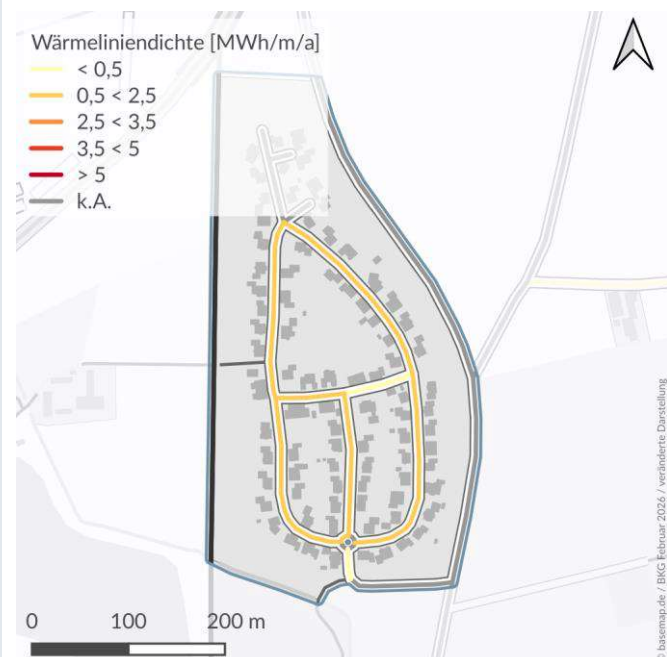 Wärmeliniendichte [MWh/m/a]
< 0,5
0,5 < 2,5
2,5 < 3,5
3,5 < 5
> 5
k.A.
0 100 200 m
© basemap.de / BKG Februar 2026 / veränderte Darstellung